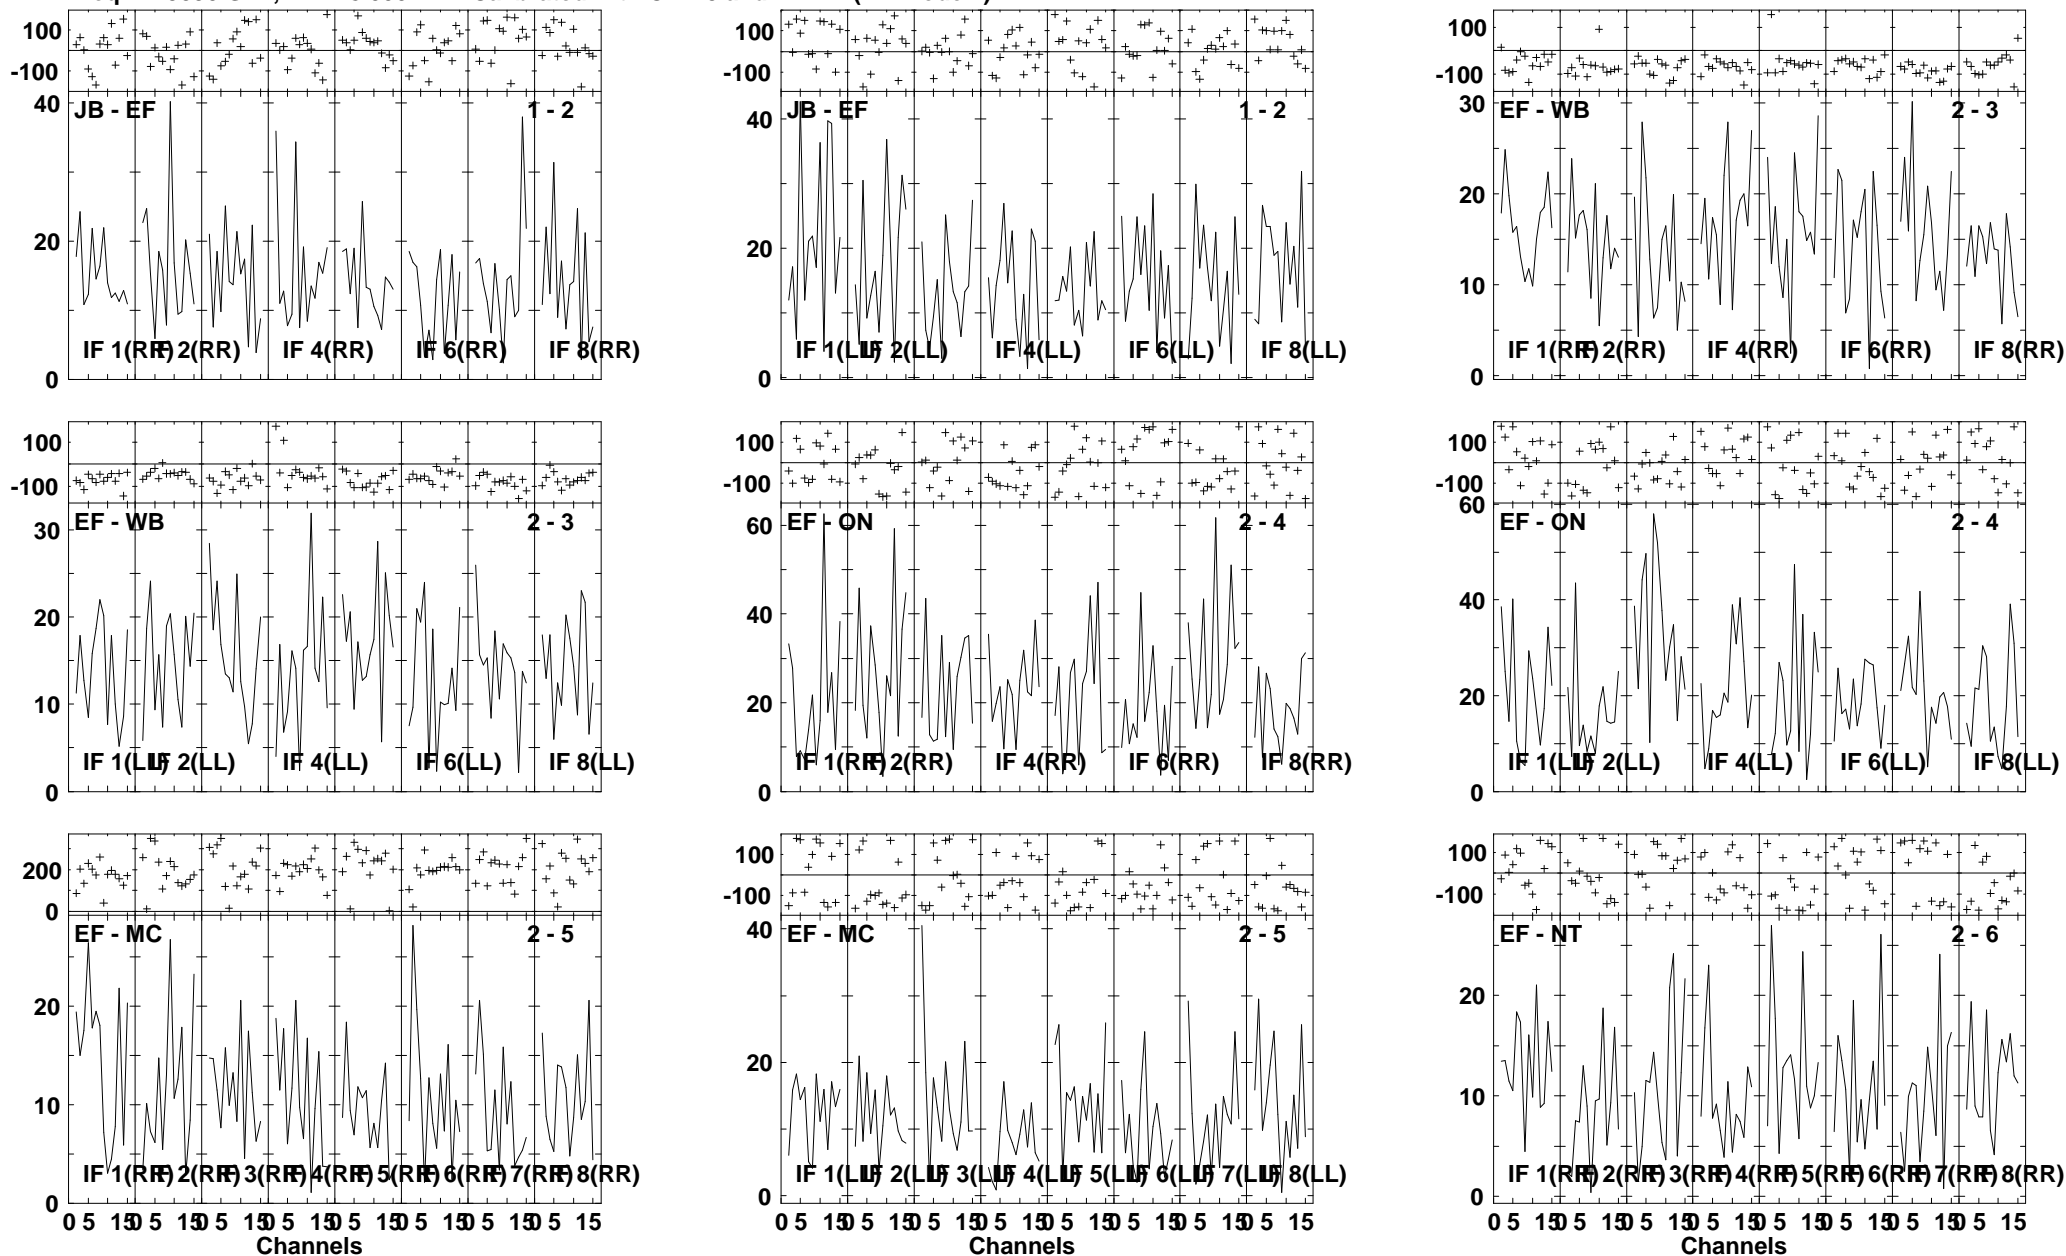 100
-100
JB - EF 1 - 2
40
20
0
IF 1(RR) IF 2(RR) IF 4(RR) IF 6(RR) IF 8(RR)
100
-100
JB - EF 1 - 2
40
20
0
IF 1(LL) IF 2(LL) IF 4(LL) IF 6(LL) IF 8(LL)
100
-100
EF - WB 2 - 3
30
20
10
0
IF 1(RR) IF 2(RR) IF 4(RR) IF 6(RR) IF 8(RR)
100
-100
EF - WB 2 - 3
30
20
10
0
IF 1(LL) IF 2(LL) IF 4(LL) IF 6(LL) IF 8(LL)
100
-100
EF - ON 2 - 4
60
40
20
0
IF 1(RR) IF 2(RR) IF 4(RR) IF 6(RR) IF 8(RR)
100
-100
60
EF - ON 2 - 4
40
20
0
IF 1(LL) IF 2(LL) IF 4(LL) IF 6(LL) IF 8(LL)
200
0
EF - MC 2 - 5
20
10
0
IF 1(RR) IF 2(RR) IF 3(RR) IF 4(RR) IF 5(RR) IF 6(RR) IF 7(RR) IF 8(RR)
0 5 15 0 5 15 0 5 15 0 5 15 0 5 15 0 5 15 0 5 15 0 5 15
Channels
100
-100
EF - MC 2 - 5
40
20
0
IF 1(LL) IF 2(LL) IF 3(LL) IF 4(LL) IF 5(LL) IF 6(LL) IF 7(LL) IF 8(LL)
0 5 15 0 5 15 0 5 15 0 5 15 0 5 15 0 5 15 0 5 15 0 5 15
Channels
100
-100
EF - NT 2 - 6
20
10
0
IF 1(RR) IF 2(RR) IF 3(RR) IF 4(RR) IF 5(RR) IF 6(RR) IF 7(RR) IF 8(RR)
0 5 15 0 5 15 0 5 15 0 5 15 0 5 15 0 5 15 0 5 15 0 5 15
Channels